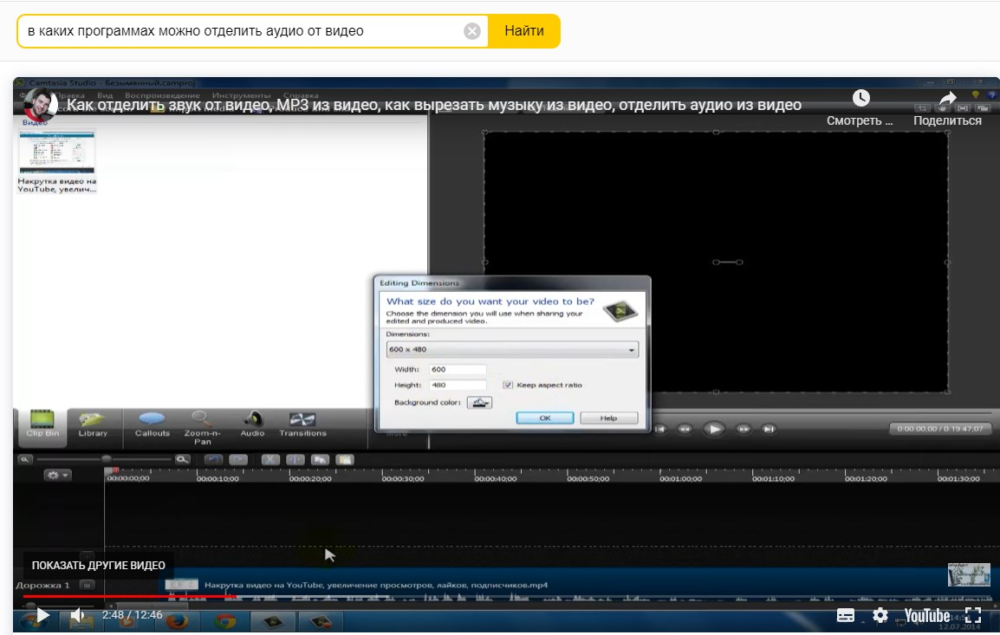 в каких программах можно отделить аудио от видео
Найти
Camtasia Studio - Безымянный.camproj
Правка Вид Воспроизведение Инструменты Справка
Как отделить звук от видео, MP3 из видео, как вырезать музыку из видео, отделить аудио из видео
Смотреть ...
Поделиться
Видео
Накрутка видео на
YouTube, увелич...
Editing Dimensions
What size do you want your video to be?
Choose the dimension you will use when sharing your
edited and produced video.
Dimensions:
600 x 480
Width: 600
Height: 480
Keep aspect ratio
Background color:
OK
Help
Clip Bin
Library
Callouts
Zoom-n-
Pan
Audio
Transitions
More
0:00:00;00 / 0:19:47;07
00:00:00;00 00:00:10;00 00:00:20;00 00:00:30;00 00:00:40;00 00:00:50;00 00:01:00;00 00:01:10;00 00:01:20;00 00:01:30;00
ПОКАЗАТЬ ДРУГИЕ ВИДЕО
Дорожка 1
Накрутка видео на YouTube, увеличение просмотров, лайков, подписчиков.mp4
2:48 / 12:46
YouTube
12.07.2014